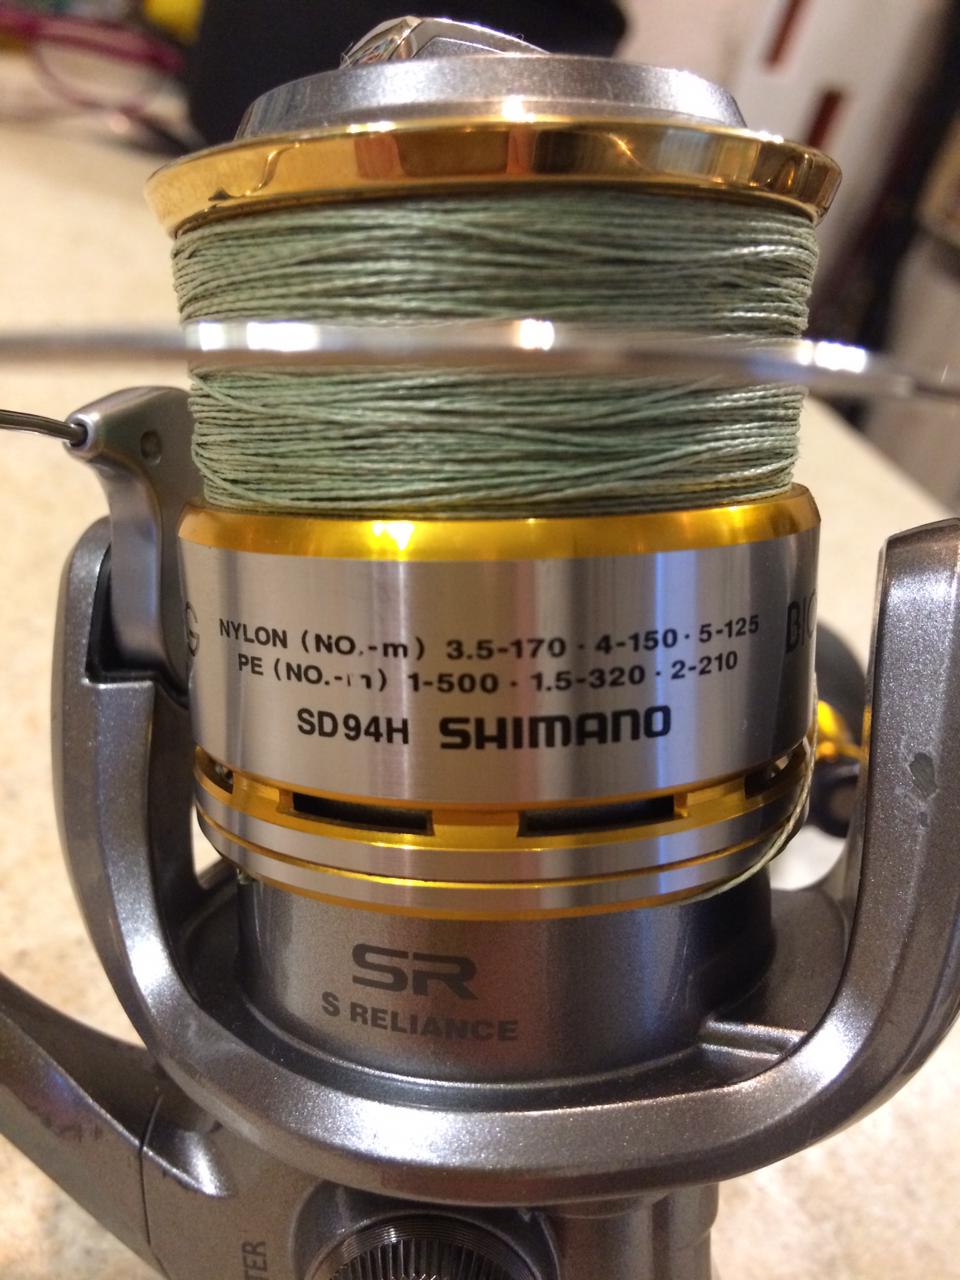 NYLON (NO.-m) 3.5-170 · 4-150 · 5-125
PE (NO.-m) 1-500 · 1.5-320 · 2-210
SD94H SHIMANO
SR
S RELIANCE